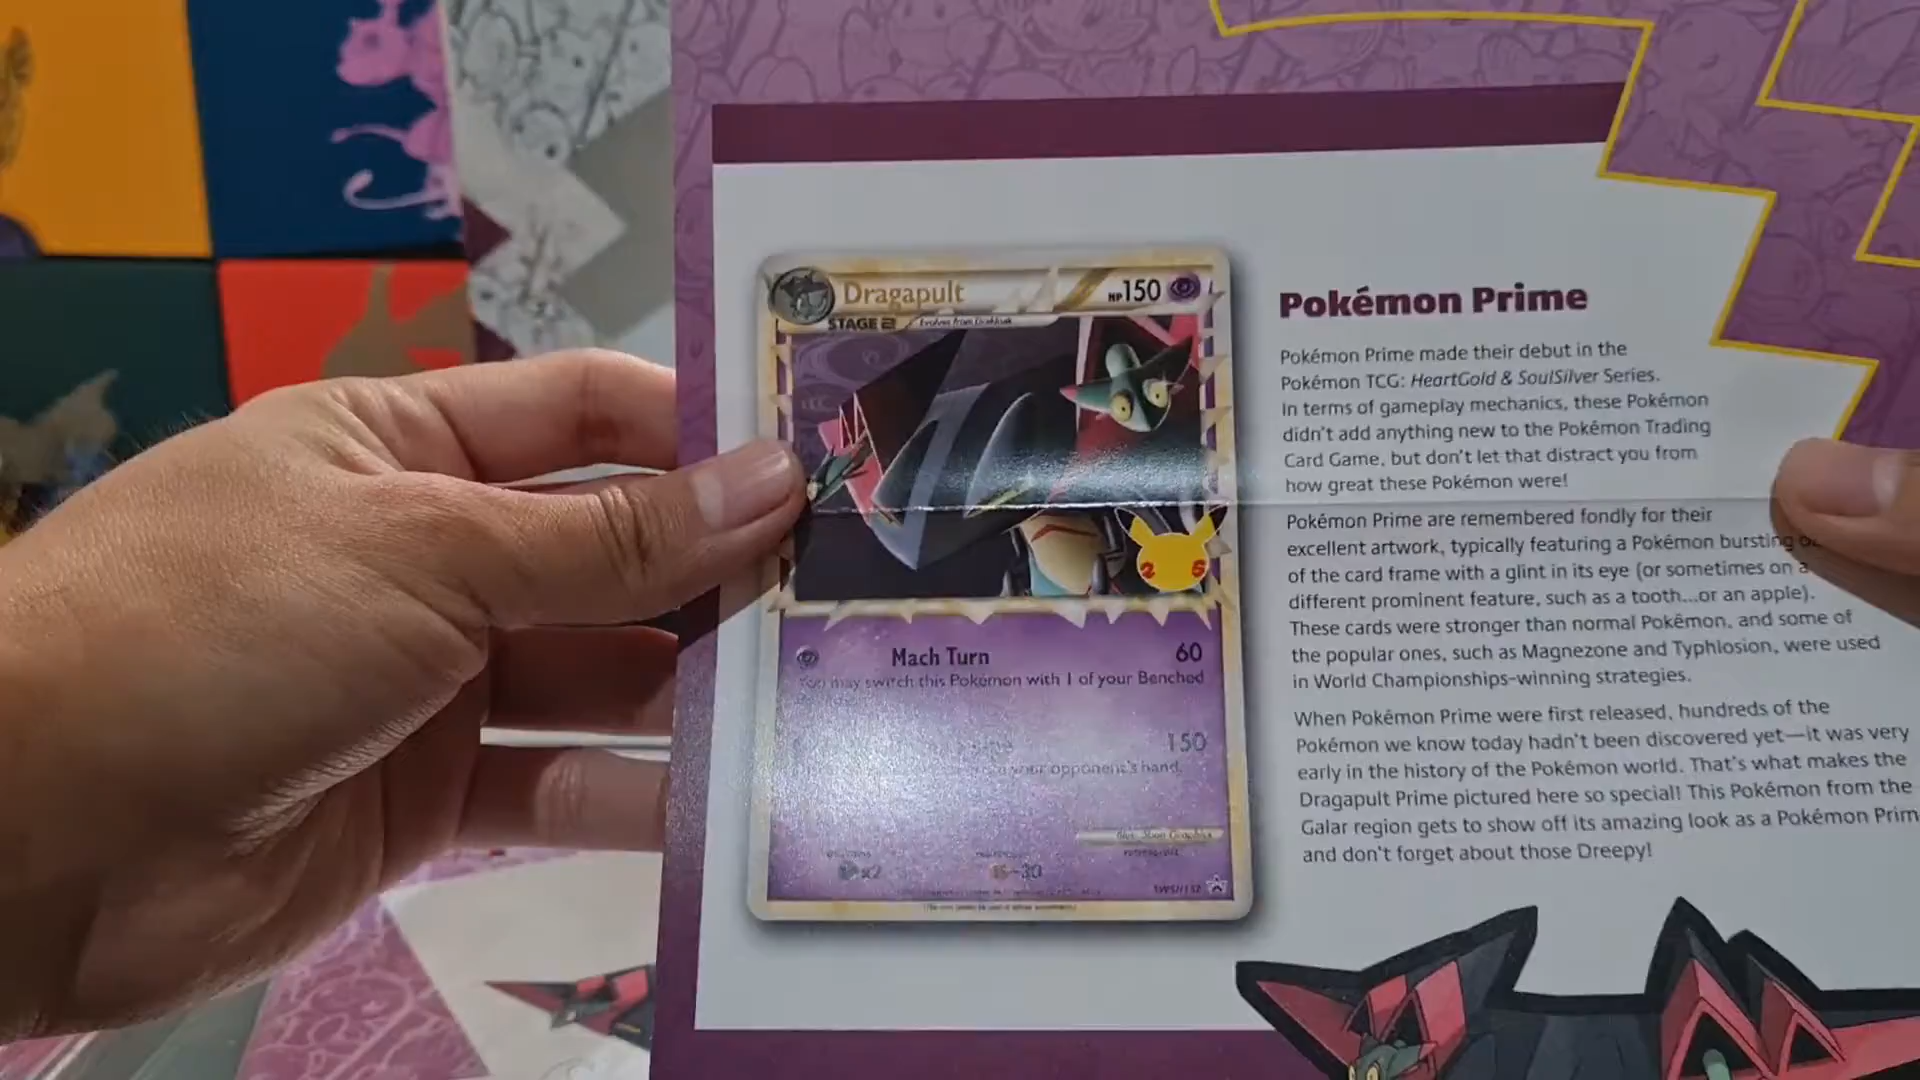 Dragapult
HP150
STAGE 2
Evolves from Drakloak
25
Mach Turn 60
You may switch this Pokémon with 1 of your Benched
150
your opponent's hand.
Illus. 5ban Graphics
x2
-30
Pokémon Prime
Pokémon Prime made their debut in the
Pokémon TCG: HeartGold & SoulSilver Series.
In terms of gameplay mechanics, these Pokémon
didn't add anything new to the Pokémon Trading
Card Game, but don't let that distract you from
how great these Pokémon were!
Pokémon Prime are remembered fondly for their
excellent artwork, typically featuring a Pokémon bursting
of the card frame with a glint in its eye (or sometimes on a
different prominent feature, such as a tooth...or an apple).
These cards were stronger than normal Pokémon, and some of
the popular ones, such as Magnezone and Typhlosion, were used
in World Championships-winning strategies.
When Pokémon Prime were first released, hundreds of the
Pokémon we know today hadn't been discovered yet—it was very
early in the history of the Pokémon world. That's what makes the
Dragapult Prime pictured here so special! This Pokémon from the
Galar region gets to show off its amazing look as a Pokémon Prim
and don't forget about those Dreepy!